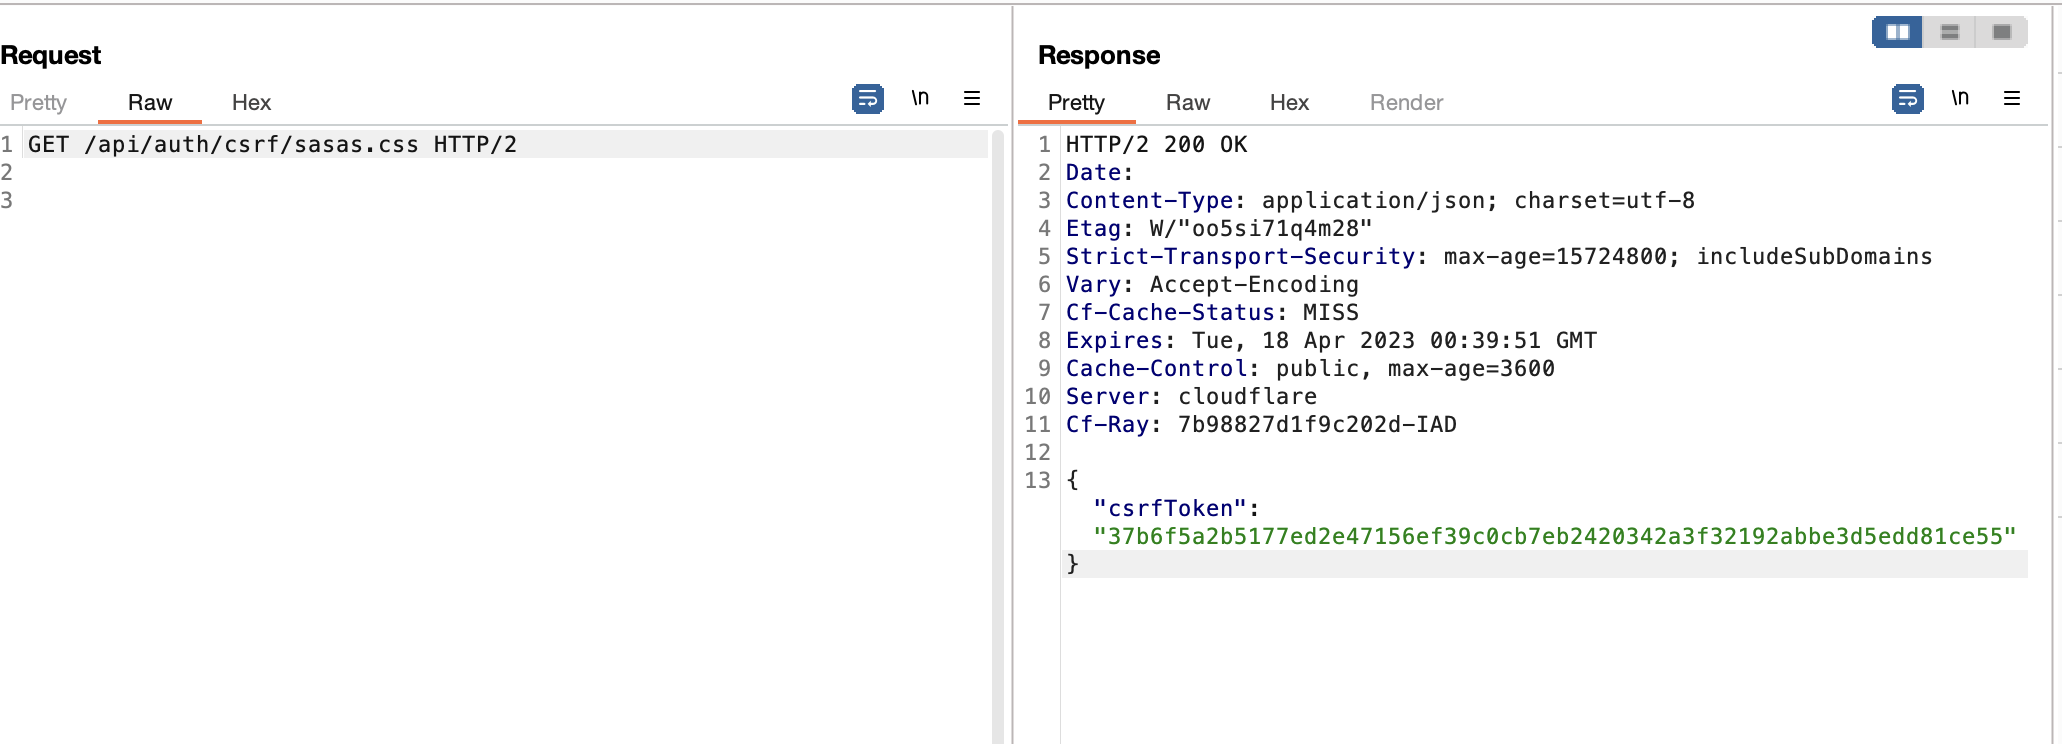 Request
Pretty Raw Hex \n
1 GET /api/auth/csrf/sasas.css HTTP/2
2
3
Response
Pretty Raw Hex Render \n
1 HTTP/2 200 OK
2 Date:
3 Content-Type: application/json; charset=utf-8
4 Etag: W/"oo5si71q4m28"
5 Strict-Transport-Security: max-age=15724800; includeSubDomains
6 Vary: Accept-Encoding
7 Cf-Cache-Status: MISS
8 Expires: Tue, 18 Apr 2023 00:39:51 GMT
9 Cache-Control: public, max-age=3600
10 Server: cloudflare
11 Cf-Ray: 7b98827d1f9c202d-IAD
12
13 {
"csrfToken":
"37b6f5a2b5177ed2e47156ef39c0cb7eb2420342a3f32192abbe3d5edd81ce55"
}